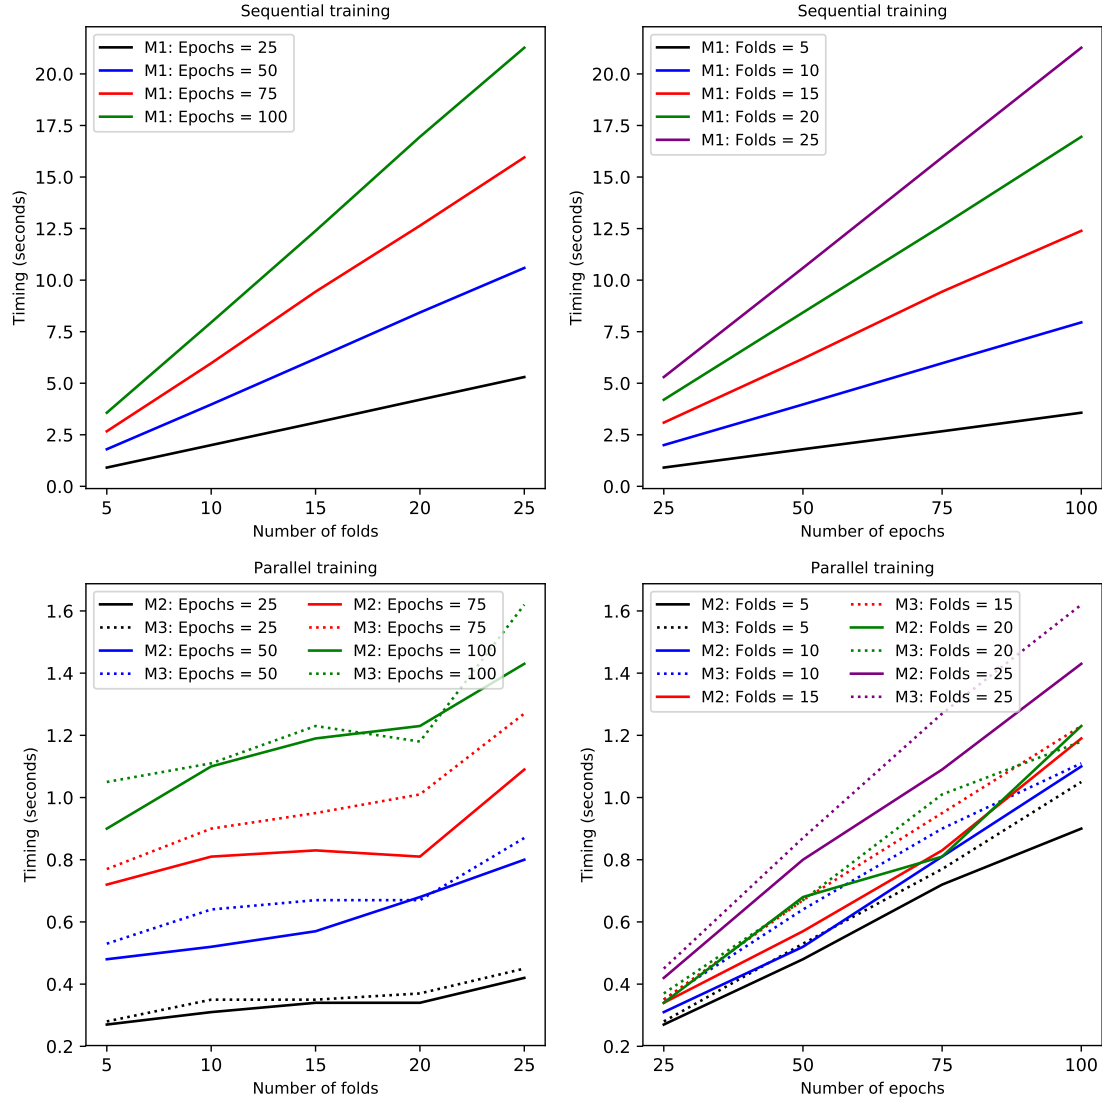 Sequential training
M1: Epochs = 25
M1: Epochs = 50
M1: Epochs = 75
M1: Epochs = 100
20.0
17.5
15.0
12.5
10.0
7.5
5.0
2.5
0.0
Timing (seconds)
5 10 15 20 25
Number of folds
Sequential training
M1: Folds = 5
M1: Folds = 10
M1: Folds = 15
M1: Folds = 20
M1: Folds = 25
20.0
17.5
15.0
12.5
10.0
7.5
5.0
2.5
0.0
Timing (seconds)
25 50 75 100
Number of epochs
Parallel training
M2: Epochs = 25 M2: Epochs = 75
M3: Epochs = 25 M3: Epochs = 75
M2: Epochs = 50 M2: Epochs = 100
M3: Epochs = 50 M3: Epochs = 100
1.6
1.4
1.2
1.0
0.8
0.6
0.4
0.2
Timing (seconds)
5 10 15 20 25
Number of folds
Parallel training
M2: Folds = 5 M3: Folds = 15
M3: Folds = 5 M2: Folds = 20
M2: Folds = 10 M3: Folds = 20
M3: Folds = 10 M2: Folds = 25
M2: Folds = 15 M3: Folds = 25
1.6
1.4
1.2
1.0
0.8
0.6
0.4
0.2
Timing (seconds)
25 50 75 100
Number of epochs